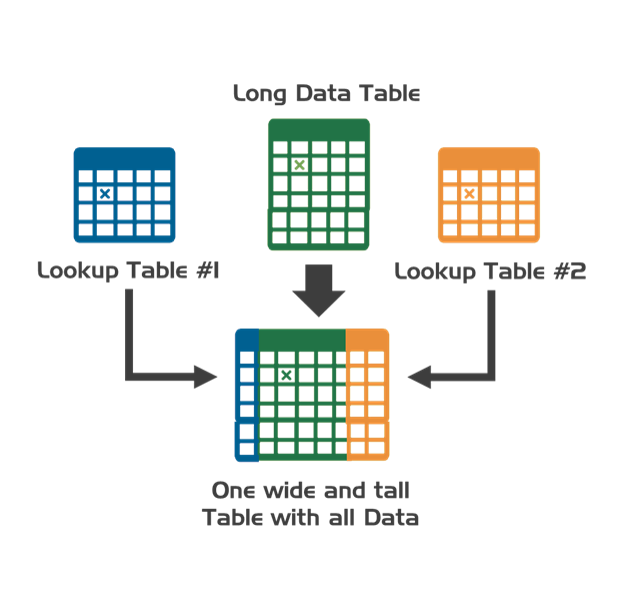 Long Data Table
Lookup Table #1
Lookup Table #2
One wide and tall
Table with all Data